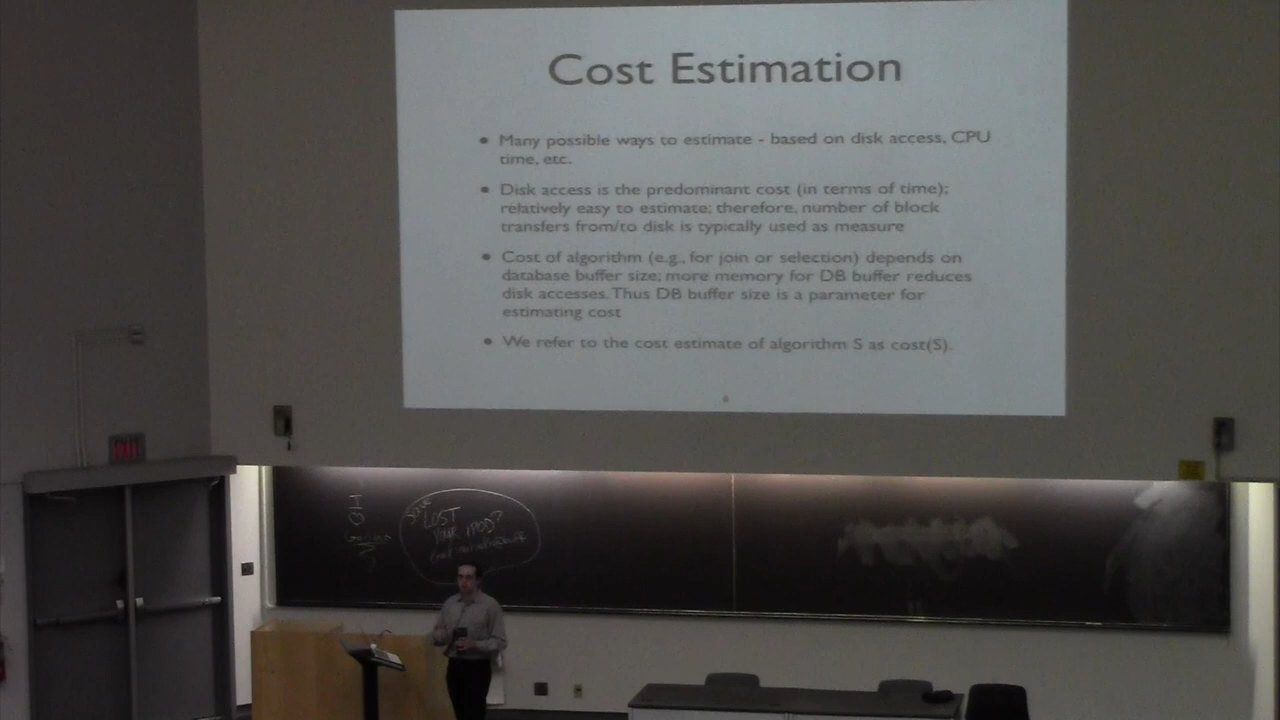 Cost Estimation
• Many possible ways to estimate - based on disk access, CPU
time, etc.
• Disk access is the predominant cost (in terms of time);
relatively easy to estimate; therefore, number of block
transfers from/to disk is typically used as measure
• Cost of algorithm (e.g., for join or selection) depends on
database buffer size; more memory for DB buffer reduces
disk accesses. Thus DB buffer size is a parameter for
estimating cost
• We refer to the cost estimate of algorithm S as cost(S).
LOST
YOUR IPOD?